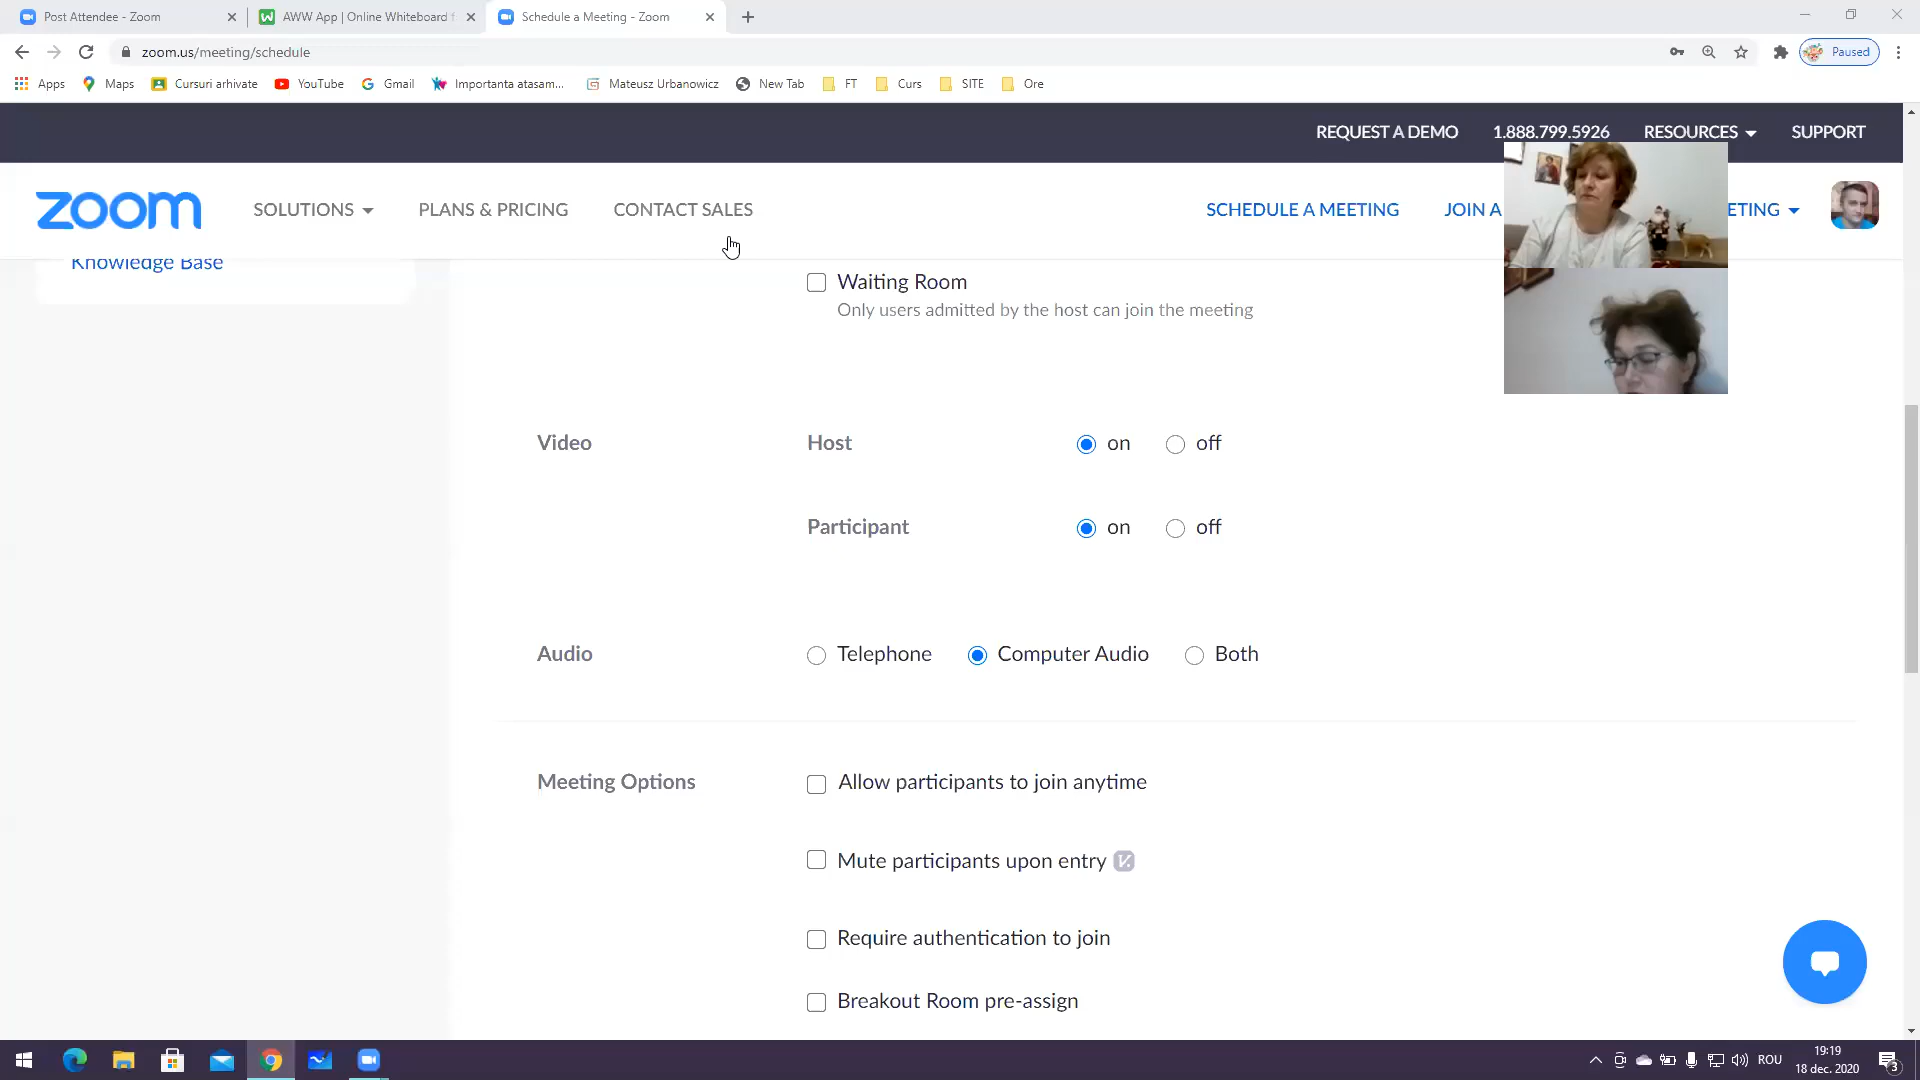 Post Attendee - Zoom
AWW App | Online Whiteboard f
Schedule a Meeting - Zoom
zoom.us/meeting/schedule
Paused
Apps
Maps
Cursuri arhivate
YouTube
Gmail
Importanta atasam...
Mateusz Urbanowicz
New Tab
FT
Curs
SITE
Ore
REQUEST A DEMO
1.888.799.5926
RESOURCES
SUPPORT
zoom
SOLUTIONS
PLANS & PRICING
CONTACT SALES
SCHEDULE A MEETING
JOIN A
ETING
Knowledge Base
Waiting Room
Only users admitted by the host can join the meeting
Video
Host
on
off
Participant
on
off
Audio
Telephone
Computer Audio
Both
Meeting Options
Allow participants to join anytime
Mute participants upon entry
Require authentication to join
Breakout Room pre-assign
ROU
19:19
18 dec. 2020
3